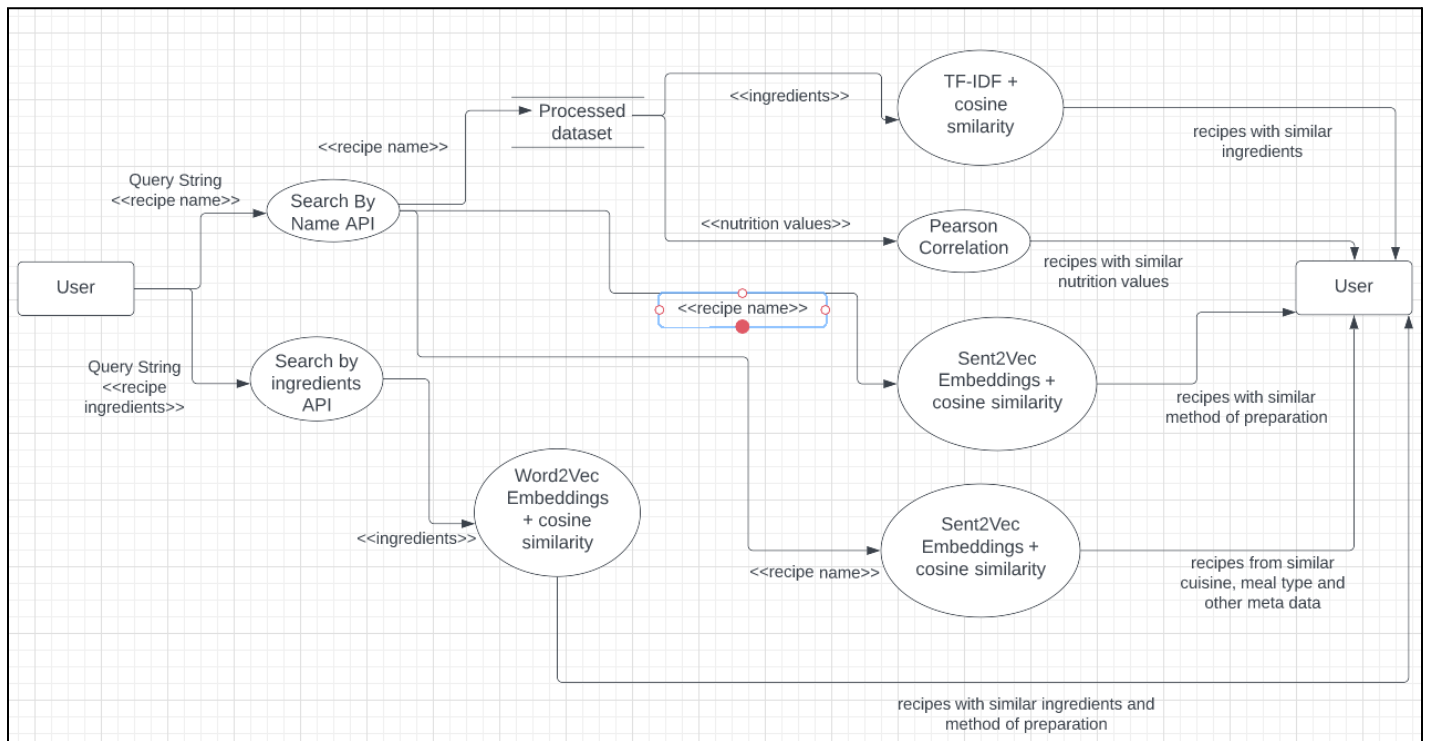 TF-IDF +
cosine
smilarity
<<ingredients>>
Processed
dataset
recipes with similar
ingredients
<<recipe name>>
Query String
<<recipe name>>
Search By
Name API
<<nutrition values>>
Pearson
Correlation
recipes with similar
nutrition values
User
User
<<recipe name>>
Query String
<<recipe
ingredients>>
Search by
ingredients
API
Sent2Vec
Embeddings +
cosine similarity
recipes with similar
method of preparation
Word2Vec
Embeddings
+ cosine
similarity
<<ingredients>>
Sent2Vec
Embeddings +
cosine similarity
<<recipe name>>
recipes from similar
cuisine, meal type and
other meta data
recipes with similar ingredients and
method of preparation